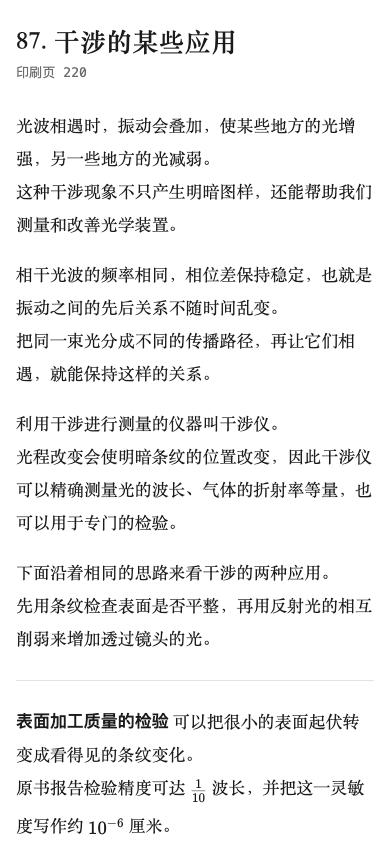 87. 干涉的某些应用
印刷页 220
光波相遇时，振动会叠加，使某些地方的光增
强，另一些地方的光减弱。
这种干涉现象不只产生明暗图样，还能帮助我们
测量和改善光学装置。
相干光波的频率相同，相位差保持稳定，也就是
振动之间的先后关系不随时间乱变。
把同一束光分成不同的传播路径，再让它们相
遇，就能保持这样的关系。
利用干涉进行测量的仪器叫干涉仪。
光程改变会使明暗条纹的位置改变，因此干涉仪
可以精确测量光的波长、气体的折射率等量，也
可以用于专门的检验。
下面沿着相同的思路来看干涉的两种应用。
先用条纹检查表面是否平整，再用反射光的相互
削弱来增加透过镜头的光。
表面加工质量的检验 可以把很小的表面起伏转
变成看得见的条纹变化。
原书报告检验精度可达 1/10 波长，并把这一灵敏
度写作约 10⁻⁶ 厘米。